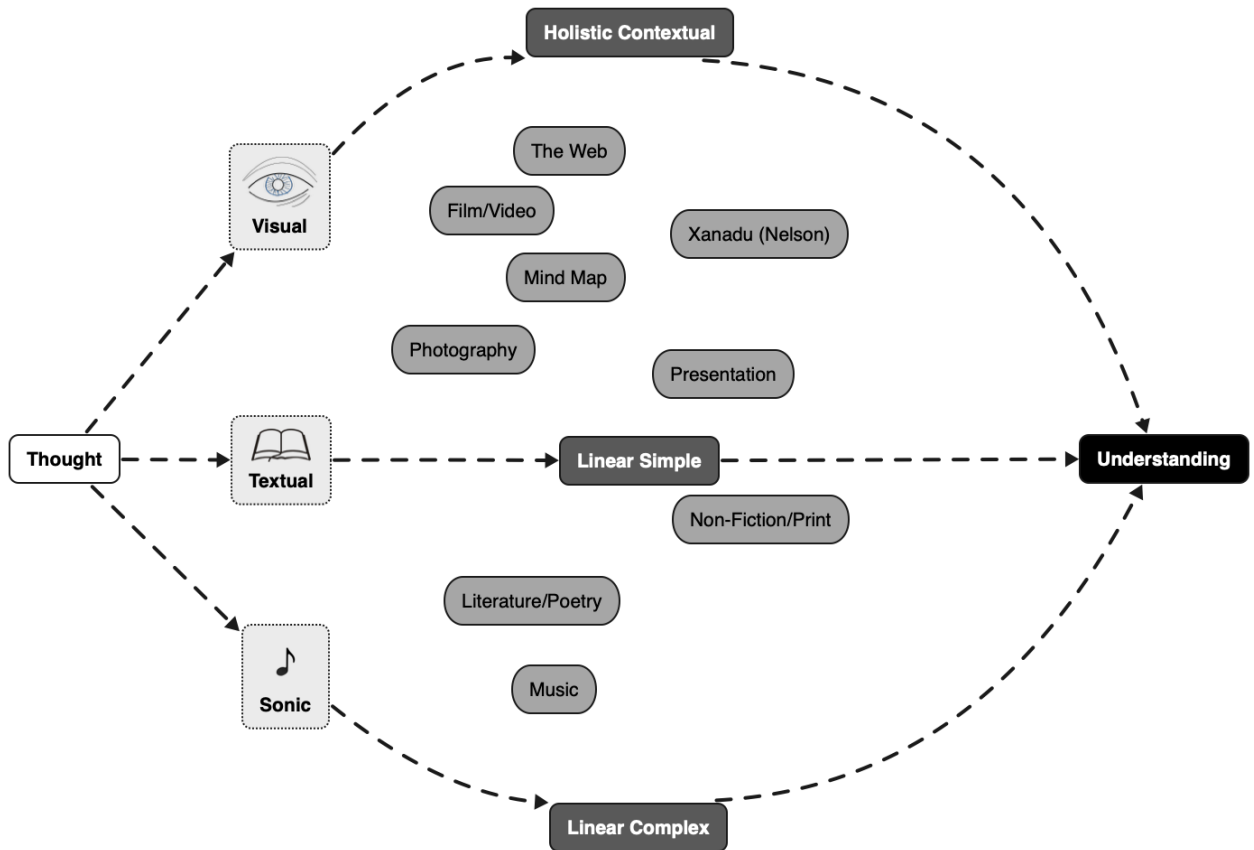 Holistic Contextual
The Web
Film/Video
Visual
Xanadu (Nelson)
Mind Map
Photography
Presentation
Thought
Textual
Linear Simple
Understanding
Non-Fiction/Print
Literature/Poetry
Music
Sonic
Linear Complex